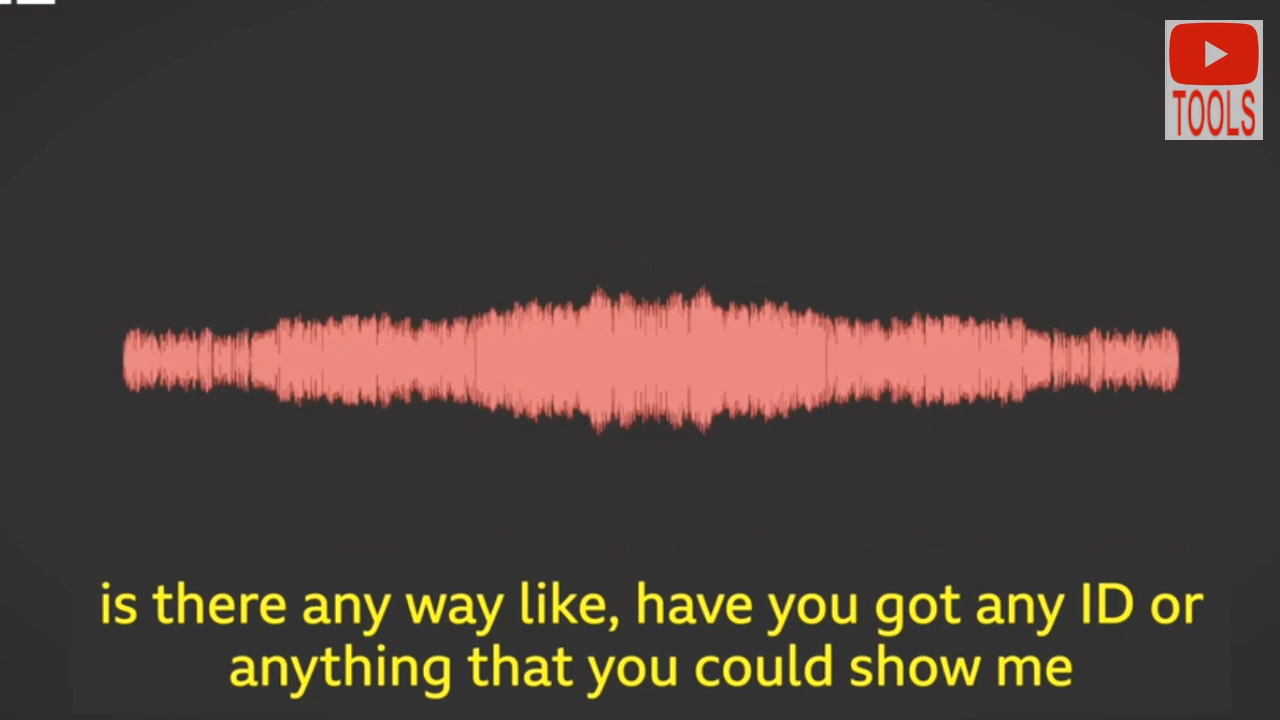 TOOLS
is there any way like, have you got any ID or
anything that you could show me